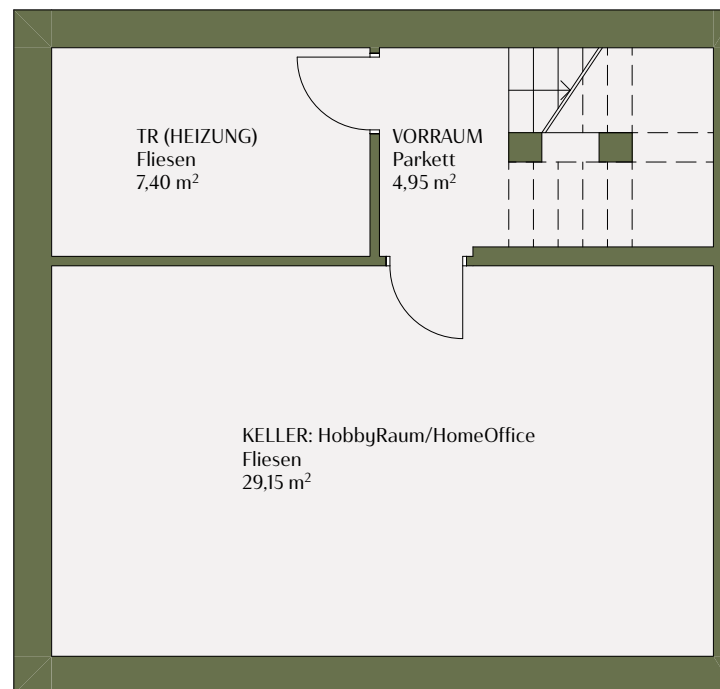 TR (HEIZUNG)
Fliesen
7,40 m²
VORRAUM
Parkett
4,95 m²
KELLER: HobbyRaum/HomeOffice
Fliesen
29,15 m²